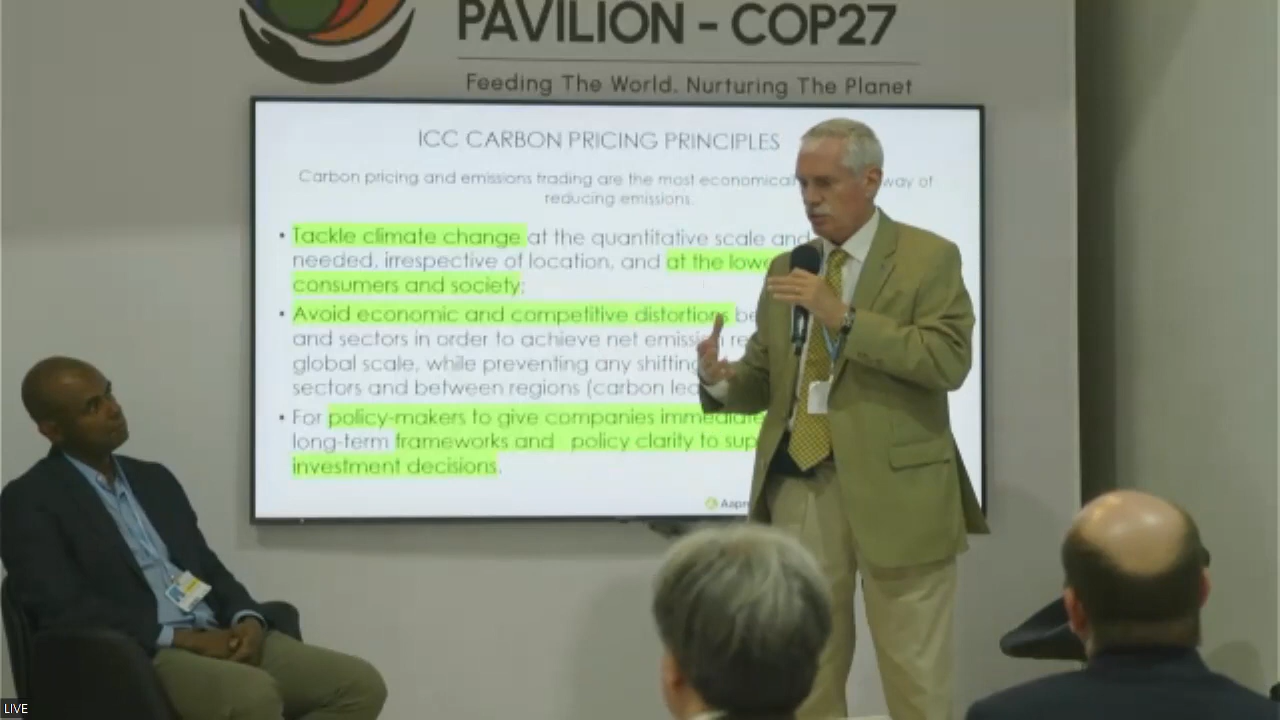 PAVILION - COP27
Feeding The World. Nurturing The Planet
ICC CARBON PRICING PRINCIPLES
Carbon pricing and emissions trading are the most economical way of
reducing emissions.
• Tackle climate change at the quantitative scale and
needed, irrespective of location, and at the lowe
consumers and society;
• Avoid economic and competitive distortions be
and sectors in order to achieve net emissi re
global scale, while preventing any shifting
sectors and between regions (carbon lea
• For policy-makers to give companies immediate
long-term frameworks and policy clarity to sup
investment decisions.
LIVE